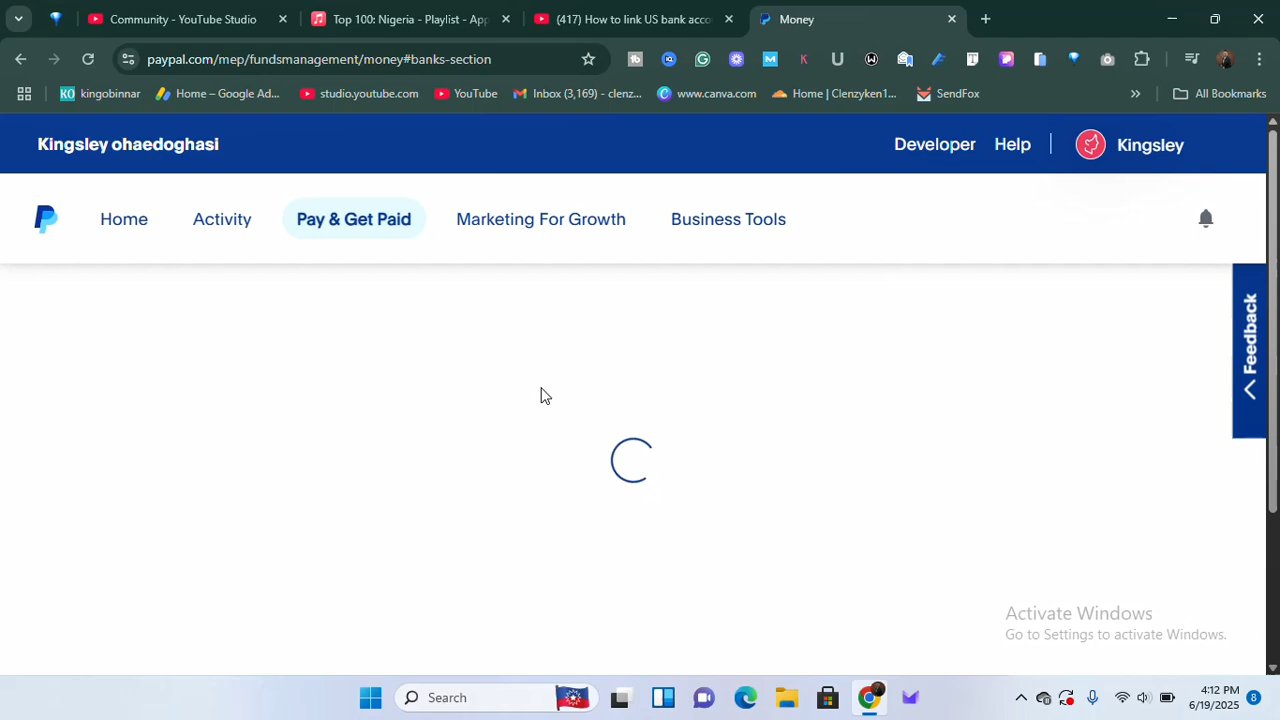 Community - YouTube Studio
Top 100: Nigeria - Playlist - App
(417) How to link US bank acco
Money
paypal.com/mep/fundsmanagement/money#banks-section
kingobinnar
Home – Google Ad...
studio.youtube.com
YouTube
Inbox (3,169) - clenz...
www.canva.com
Home | Clenzyken1...
SendFox
All Bookmarks
Kingsley ohaedoghasi
Developer
Help
Kingsley
Home
Activity
Pay & Get Paid
Marketing For Growth
Business Tools
Feedback
Activate Windows
Go to Settings to activate Windows.
Search
4:12 PM
6/19/2025
8